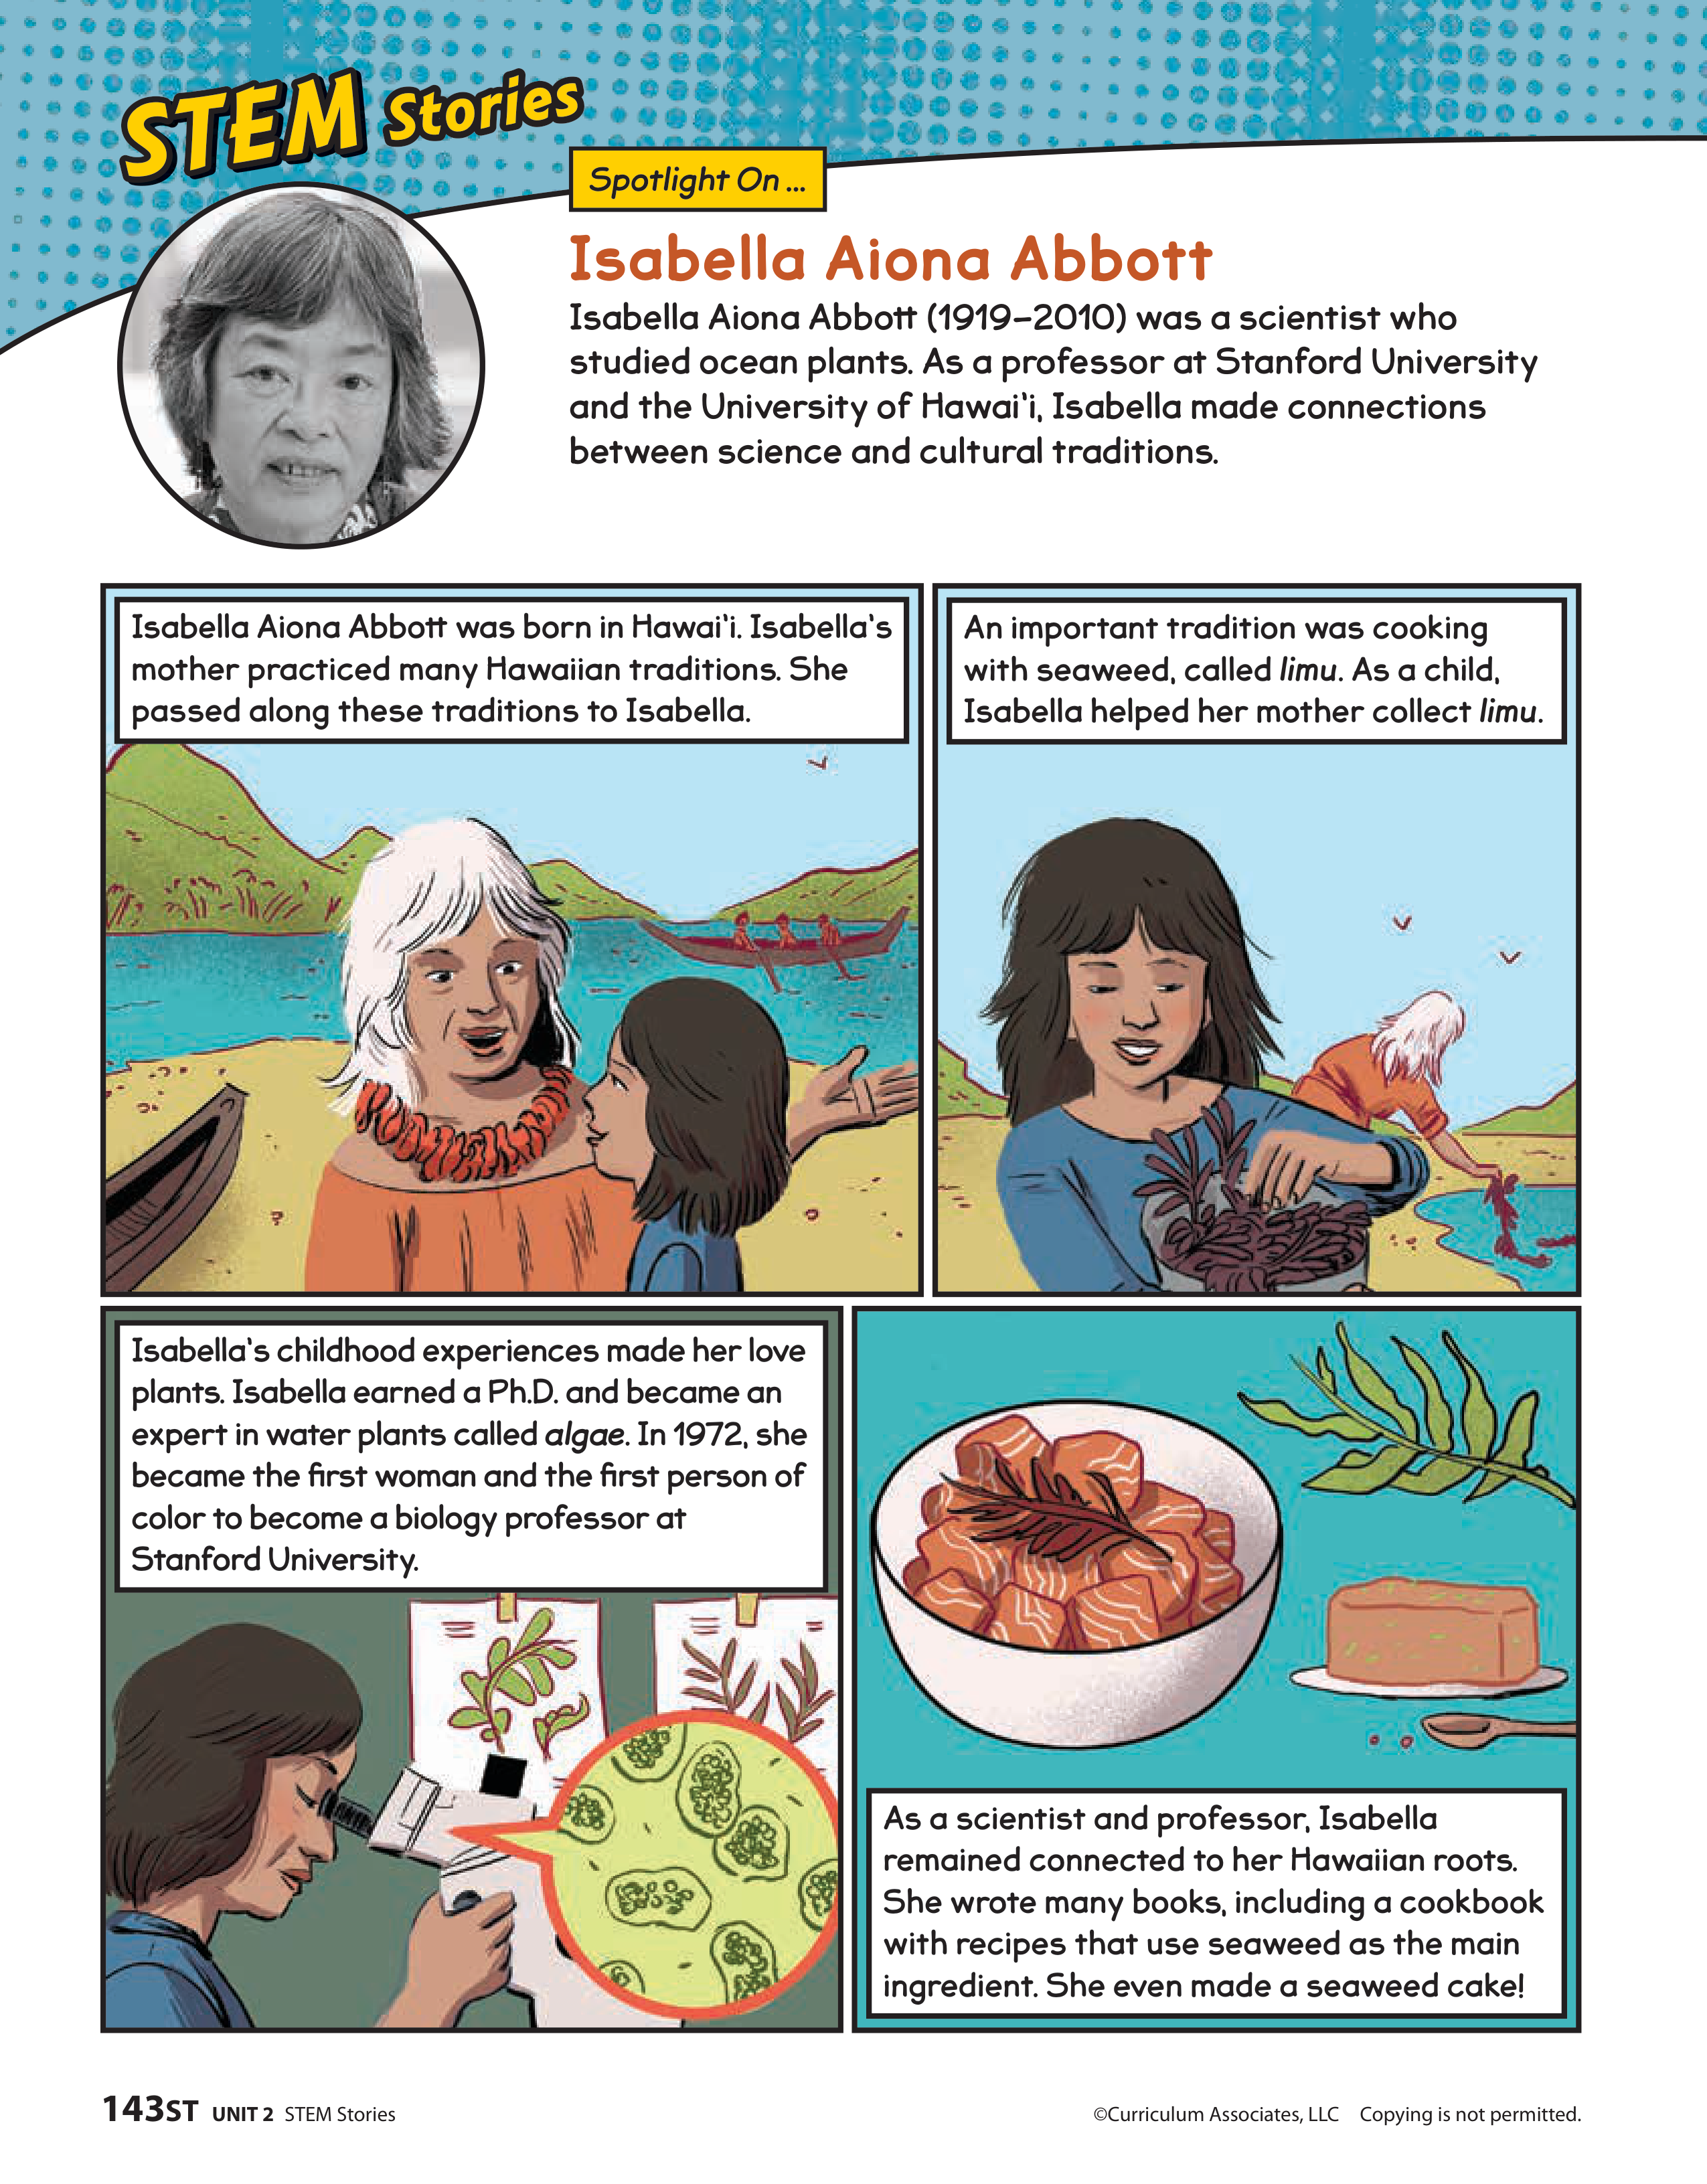 STEM Stories
Spotlight On ...
Isabella Aiona Abbott
Isabella Aiona Abbott (1919–2010) was a scientist who
studied ocean plants. As a professor at Stanford University
and the University of Hawai‘i, Isabella made connections
between science and cultural traditions.
Isabella Aiona Abbott was born in Hawai‘i. Isabella's
mother practiced many Hawaiian traditions. She
passed along these traditions to Isabella.
An important tradition was cooking
with seaweed, called limu. As a child,
Isabella helped her mother collect limu.
Isabella's childhood experiences made her love
plants. Isabella earned a Ph.D. and became an
expert in water plants called algae. In 1972, she
became the first woman and the first person of
color to become a biology professor at
Stanford University.
As a scientist and professor, Isabella
remained connected to her Hawaiian roots.
She wrote many books, including a cookbook
with recipes that use seaweed as the main
ingredient. She even made a seaweed cake!
143ST UNIT 2 STEM Stories
©Curriculum Associates, LLC Copying is not permitted.